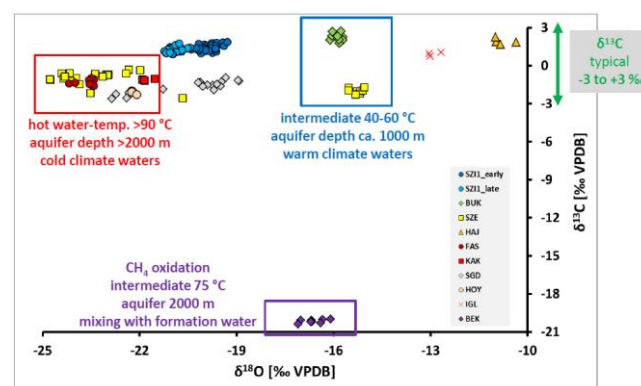 3
0
-3
-6
-9
-12
-15
-18
-21
δ¹³C [‰ VPDB]
δ¹³C
typical
-3 to +3 ‰
hot water-temp. >90 °C
aquifer depth >2000 m
cold climate waters
intermediate 40-60 °C
aquifer depth ca. 1000 m
warm climate waters
SZI1_early
SZI1_late
BUK
SZE
HAJ
FAS
KAK
SGD
HOY
IGL
BEK
CH₄ oxidation
intermediate 75 °C
aquifer 2000 m
mixing with formation water
-25
-22
-19
-16
-13
-10
δ¹⁸O [‰ VPDB]